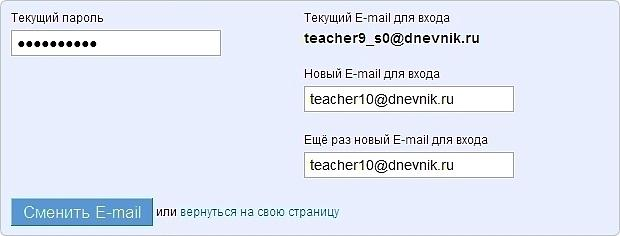 Текущий пароль
●●●●●●●●●●
Текущий E-mail для входа
teacher9_s0@dnevnik.ru
Новый E-mail для входа
teacher10@dnevnik.ru
Ещё раз новый E-mail для входа
teacher10@dnevnik.ru
Сменить E-mail или вернуться на свою страницу